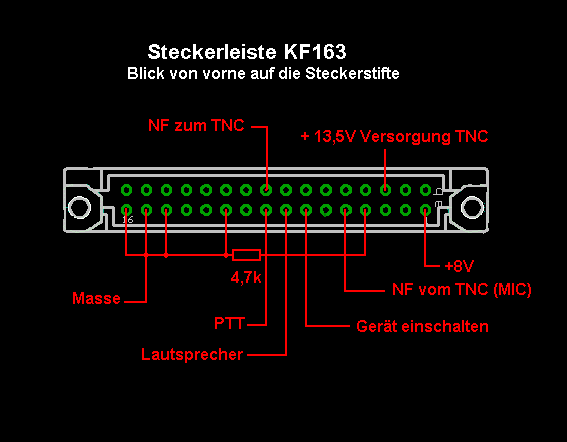 Steckerleiste KF163
Blick von vorne auf die Steckerstifte
NF zum TNC
+ 13,5V Versorgung TNC
16
1
+8V
4,7k
NF vom TNC (MIC)
Masse
PTT
Gerät einschalten
Lautsprecher